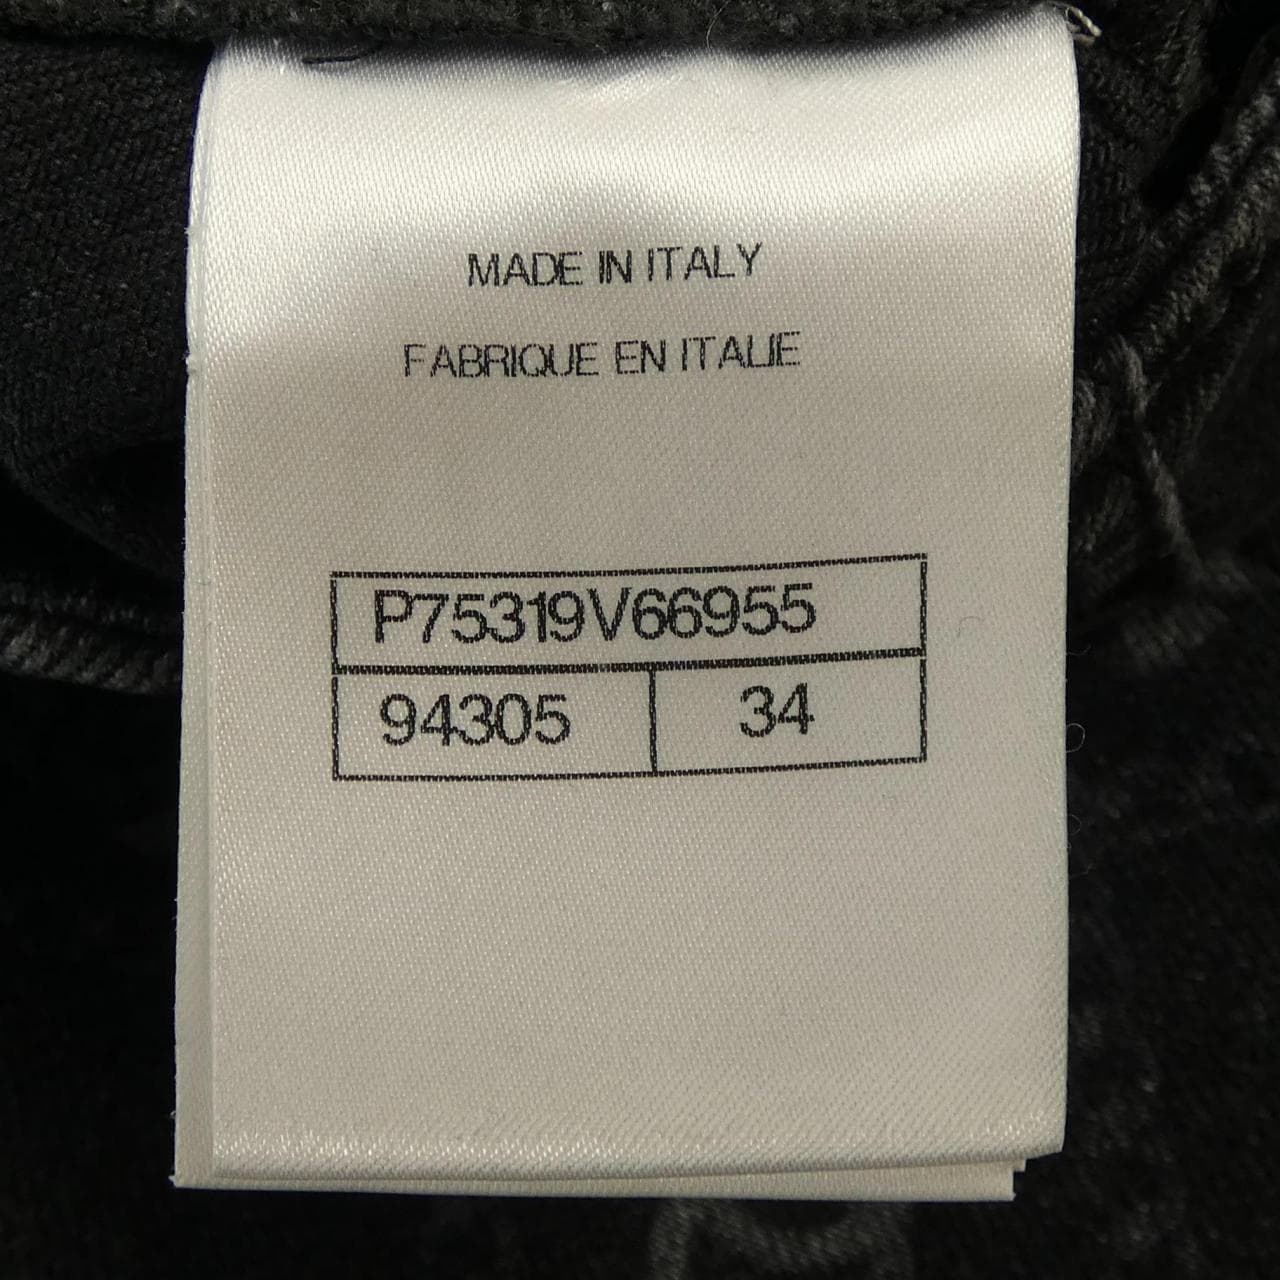 MADE IN ITALY
FABRIQUE EN ITALIE
P75319V66955
94305 34